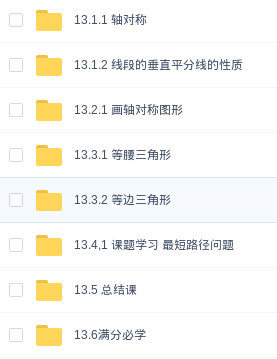 13.1.1 轴对称
13.1.2 线段的垂直平分线的性质
13.2.1 画轴对称图形
13.3.1 等腰三角形
13.3.2 等边三角形
13.4,1 课题学习 最短路径问题
13.5 总结课
13.6满分必学